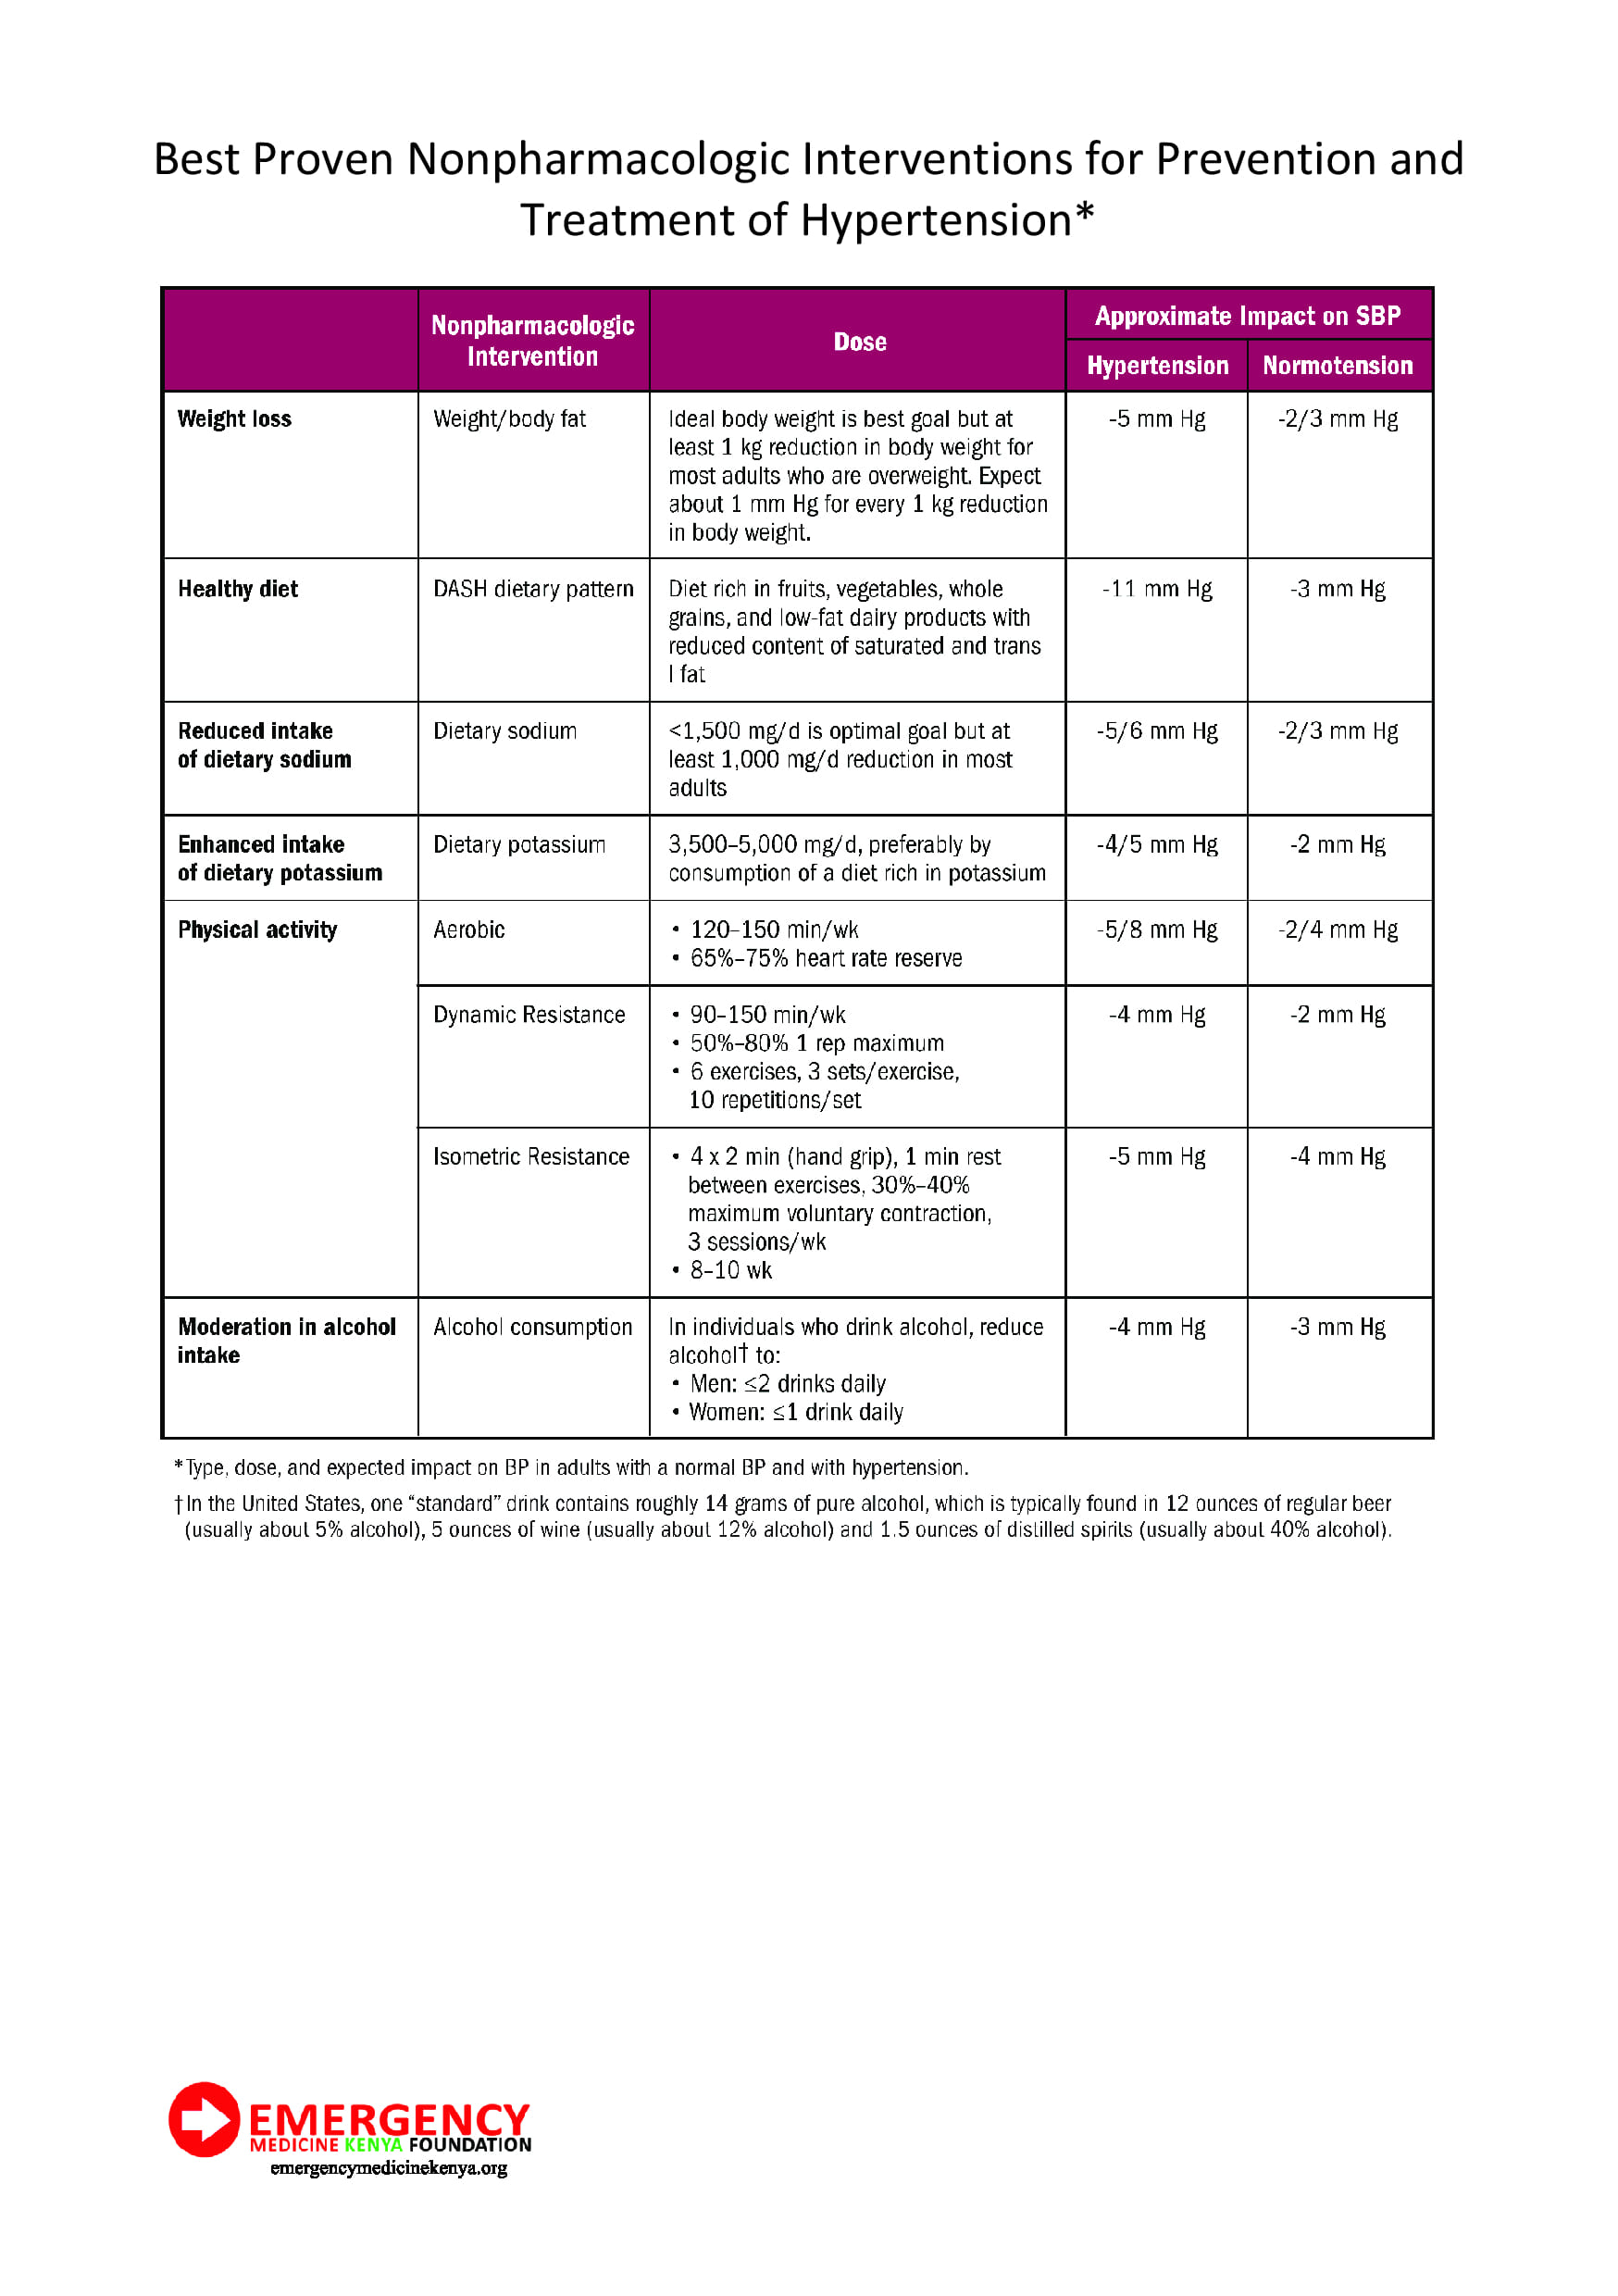 Best Proven Nonpharmacologic Interventions for Prevention and
Treatment of Hypertension*
Nonpharmacologic
Intervention
Dose
Approximate Impact on SBP
Hypertension
Normotension
Weight loss
Weight/body fat
Ideal body weight is best goal but at
least 1 kg reduction in body weight for
most adults who are overweight. Expect
about 1 mm Hg for every 1 kg reduction
in body weight.
-5 mm Hg
-2/3 mm Hg
Healthy diet
DASH dietary pattern
Diet rich in fruits, vegetables, whole
grains, and low-fat dairy products with
reduced content of saturated and trans
l fat
-11 mm Hg
-3 mm Hg
Reduced intake
of dietary sodium
Dietary sodium
<1,500 mg/d is optimal goal but at
least 1,000 mg/d reduction in most
adults
-5/6 mm Hg
-2/3 mm Hg
Enhanced intake
of dietary potassium
Dietary potassium
3,500–5,000 mg/d, preferably by
consumption of a diet rich in potassium
-4/5 mm Hg
-2 mm Hg
Physical activity
Aerobic
• 120–150 min/wk
• 65%–75% heart rate reserve
-5/8 mm Hg
-2/4 mm Hg
Dynamic Resistance
• 90–150 min/wk
• 50%–80% 1 rep maximum
• 6 exercises, 3 sets/exercise,
10 repetitions/set
-4 mm Hg
-2 mm Hg
Isometric Resistance
• 4 x 2 min (hand grip), 1 min rest
between exercises, 30%–40%
maximum voluntary contraction,
3 sessions/wk
• 8–10 wk
-5 mm Hg
-4 mm Hg
Moderation in alcohol
intake
Alcohol consumption
In individuals who drink alcohol, reduce
alcohol† to:
• Men: ≤2 drinks daily
• Women: ≤1 drink daily
-4 mm Hg
-3 mm Hg
*Type, dose, and expected impact on BP in adults with a normal BP and with hypertension.
†In the United States, one “standard” drink contains roughly 14 grams of pure alcohol, which is typically found in 12 ounces of regular beer
(usually about 5% alcohol), 5 ounces of wine (usually about 12% alcohol) and 1.5 ounces of distilled spirits (usually about 40% alcohol).
EMERGENCY
MEDICINE KENYA FOUNDATION
emergencymedicinekenya.org